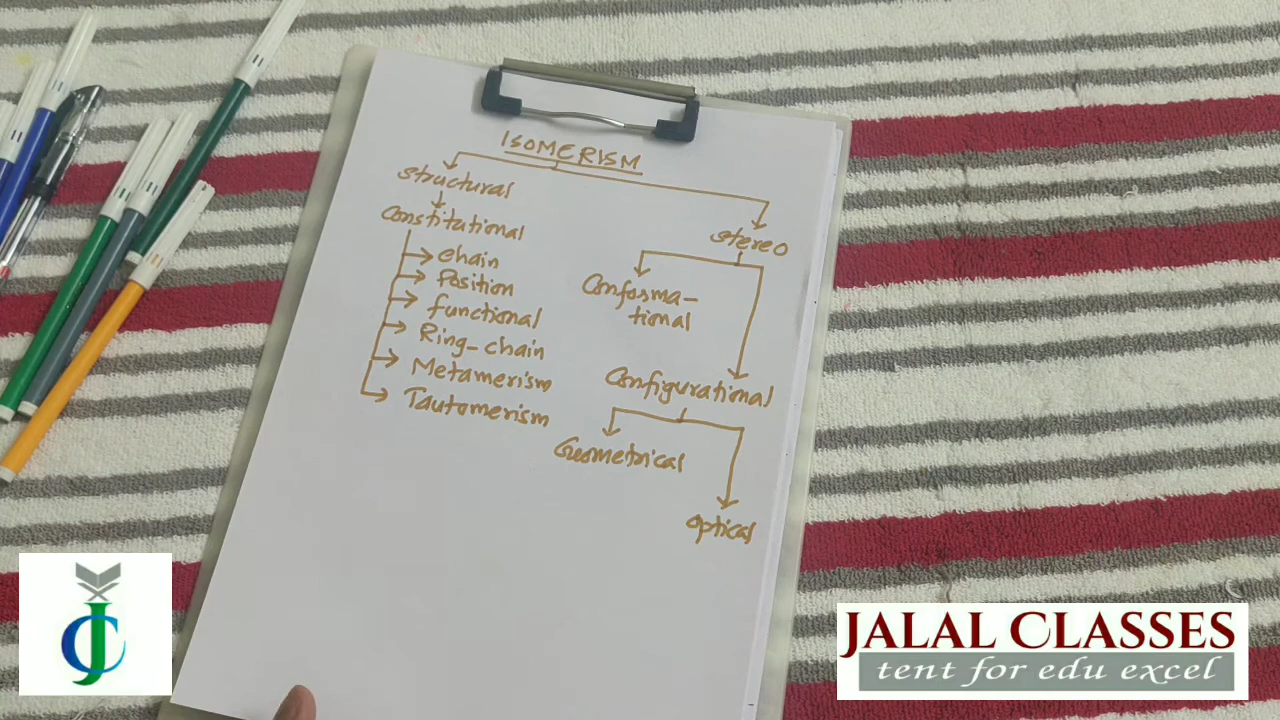 ISOMERISM
structural
Constitutional
chain
Position
functional
Ring-chain
Metamerism
Tautomerism
stereo
Conforma-
tional
Configurational
Geometrical
optical
JC
JALAL CLASSES
tent for edu excel